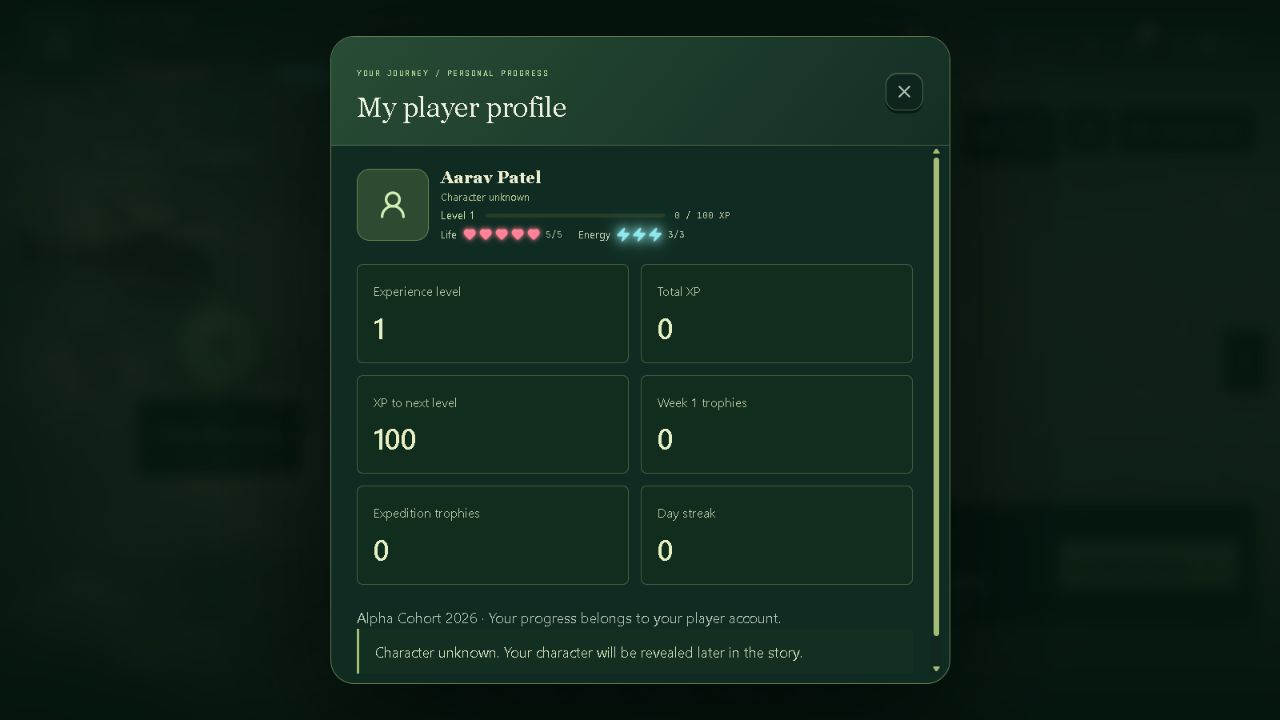 YOUR JOURNEY / PERSONAL PROGRESS
My player profile
Aarav Patel
Character unknown
Level 1 0 / 100 XP
Life 5/5 Energy 3/3
Experience level
1
Total XP
0
XP to next level
100
Week 1 trophies
0
Expedition trophies
0
Day streak
0
Alpha Cohort 2026 · Your progress belongs to your player account.
Character unknown. Your character will be revealed later in the story.